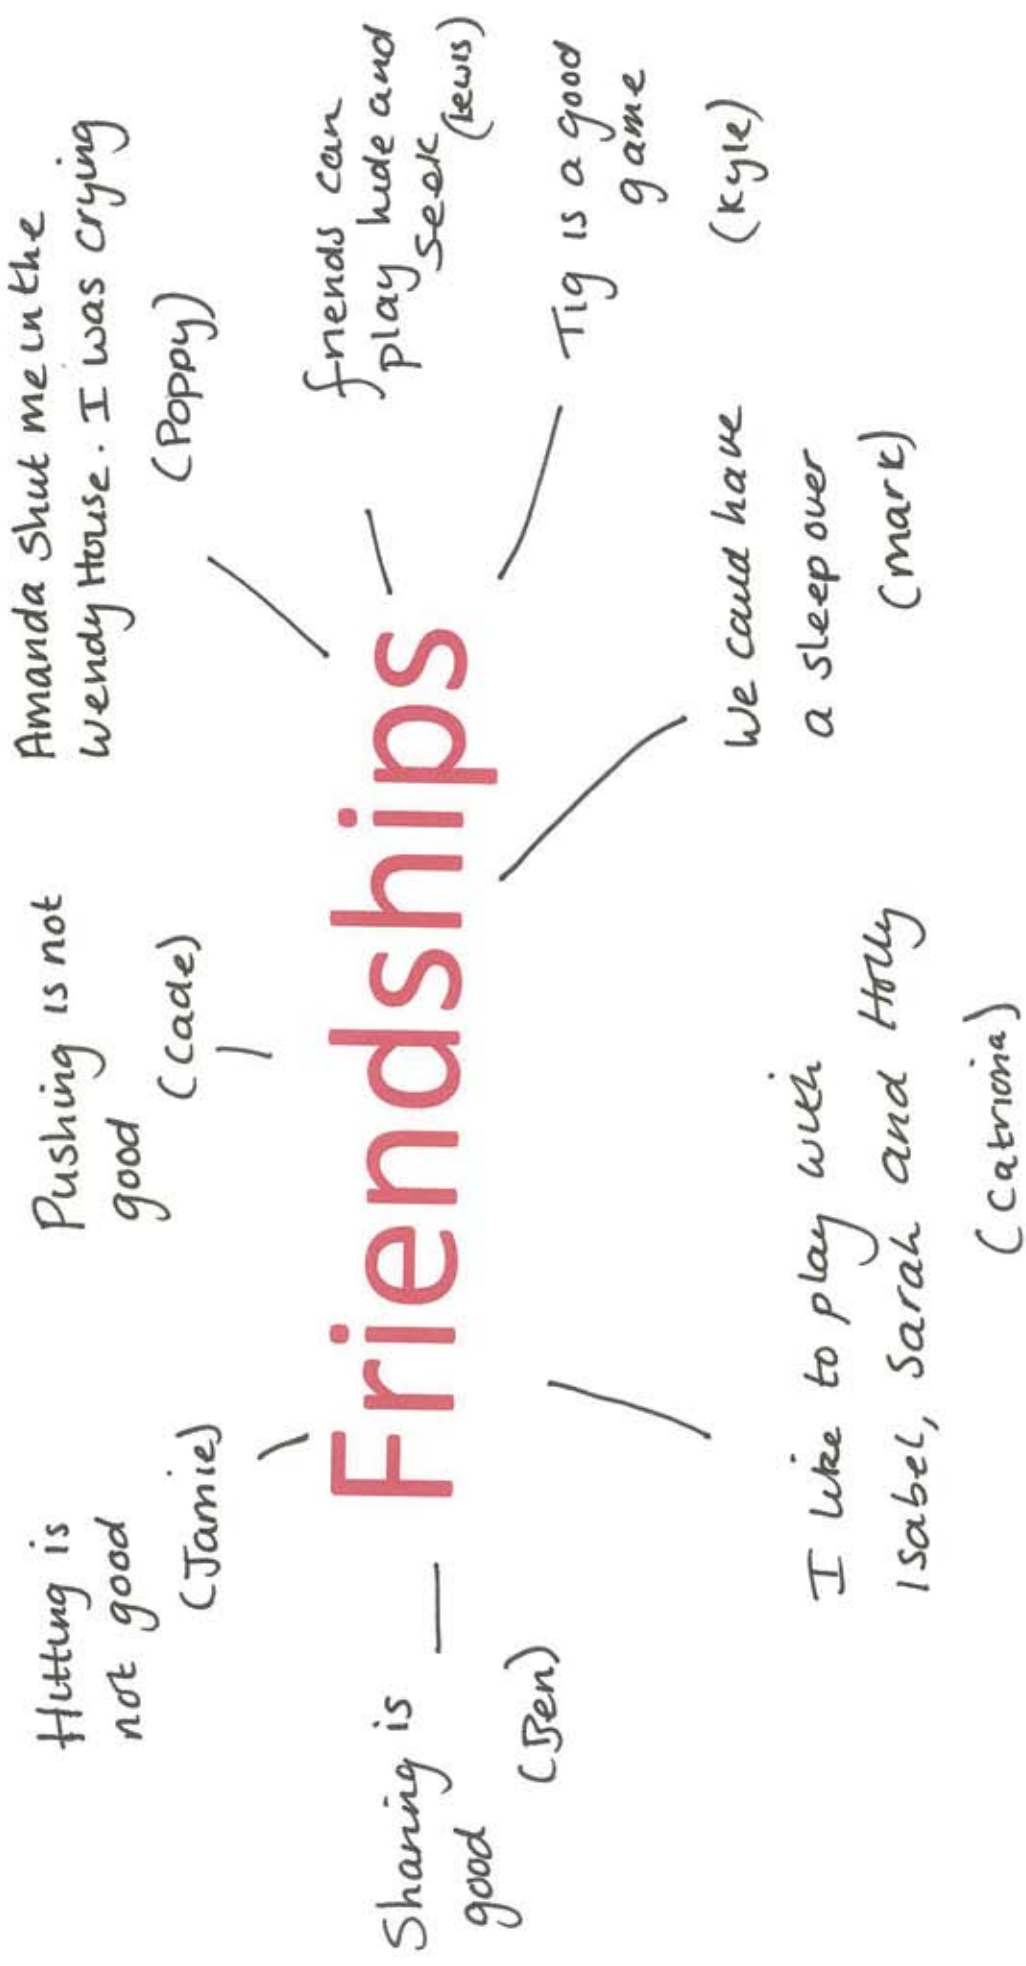 Hitting is
not good
(Jamie)
Pushing is not
good
(Cade)
Amanda Shut me in the
Wendy House. I was crying
(Poppy)
friends can
play hide and
seek
(Lewis)
Tig is a good
game
(Kyle)
We could have
a sleep over
(mark)
I like to play with
Isabel, Sarah and Holly
(Catriona)
Sharing is
good
(Ben)
Friendships